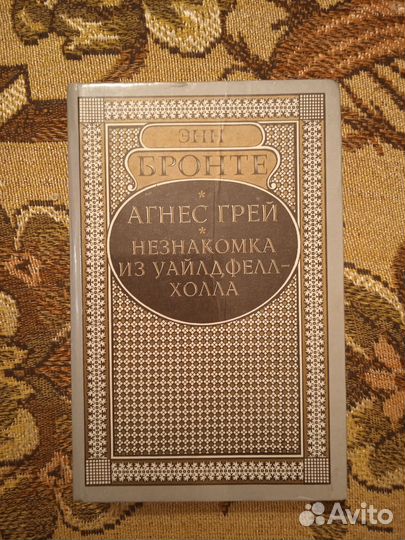 ЭНН
БРОНТЕ
*
АГНЕС ГРЕЙ
*
НЕЗНАКОМКА
ИЗ УАЙЛДФЕЛЛ-
ХОЛЛА
Avito